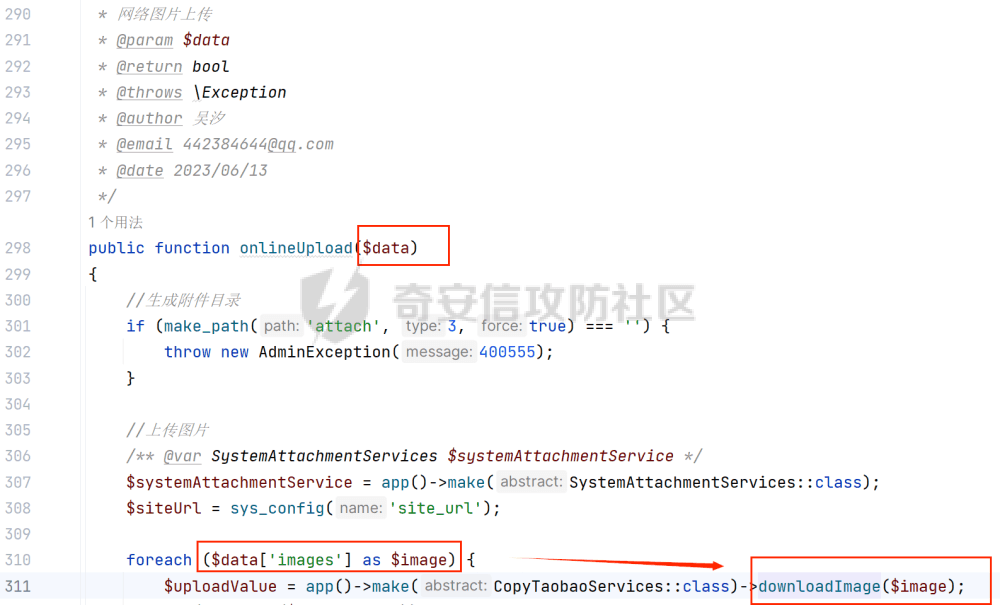 290 * 网络图片上传
291 * @param $data
292 * @return bool
293 * @throws \Exception
294 * @author 吴汐
295 * @email 442384644@qq.com
296 * @date 2023/06/13
297 */
1 个用法
298 public function onlineUpload($data)
299 {
300 //生成附件目录
301 if (make_path( path: 'attach', type: 3, force: true) === '') {
302 throw new AdminException( message: 400555);
303 }
304
305 //上传图片
306 /** @var SystemAttachmentServices $systemAttachmentService */
307 $systemAttachmentService = app()->make( abstract: SystemAttachmentServices::class);
308 $siteUrl = sys_config( name: 'site_url');
309
310 foreach ($data['images'] as $image) {
311 $uploadValue = app()->make( abstract: CopyTaobaoServices::class)->downloadImage($image);
奇安信攻防社区